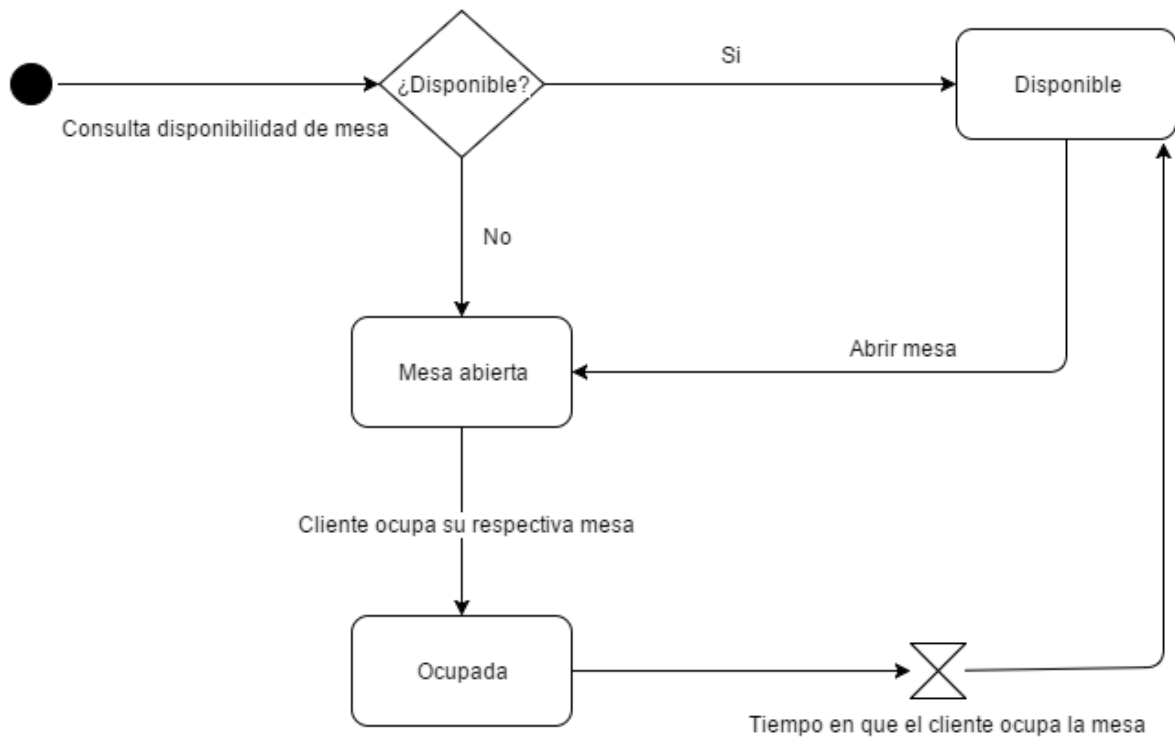 Si
¿Disponible?
Disponible
Consulta disponibilidad de mesa
No
Abrir mesa
Mesa abierta
Cliente ocupa su respectiva mesa
Ocupada
Tiempo en que el cliente ocupa la mesa